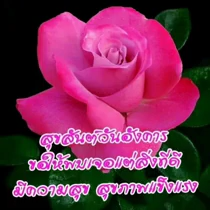 สุขสันต์วันอังคาร
ขอให้พบเจอแต่สิ่งที่ดี
มีความสุข สุขภาพแข็งแรง